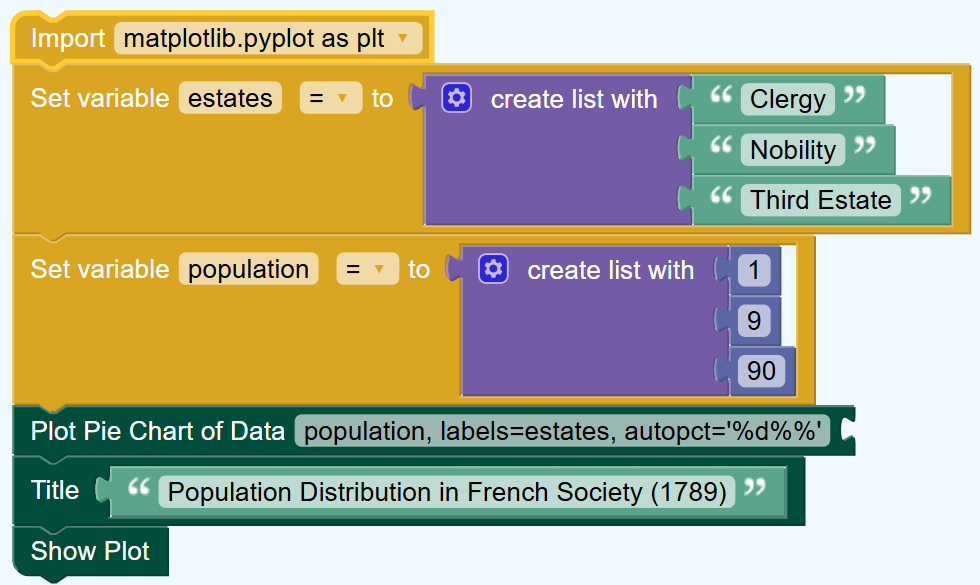 Import matplotlib.pyplot as plt
Set variable estates = to create list with “ Clergy ”
“ Nobility ”
“ Third Estate ”
Set variable population = to create list with 1
9
90
Plot Pie Chart of Data population, labels=estates, autopct='%d%%'
Title “ Population Distribution in French Society (1789) ”
Show Plot